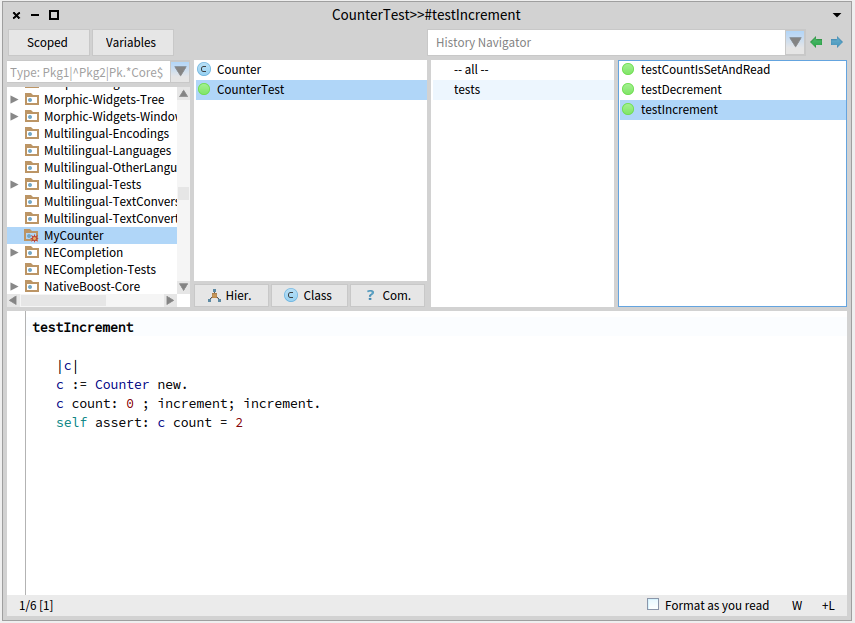 CounterTest>>#testIncrement
Scoped
Variables
History Navigator
Type: Pkg1|^Pkg2|Pk.*Core$
Morphic-Widgets-Tree
Morphic-Widgets-Windov
Multilingual-Encodings
Multilingual-Languages
Multilingual-OtherLangu
Multilingual-Tests
Multilingual-TextConvers
Multilingual-TextConvert
MyCounter
NECompletion
NECompletion-Tests
NativeBoost-Core
C Counter
CounterTest
Hier.
C Class
? Com.
-- all --
tests
testCountIsSetAndRead
testDecrement
testIncrement
testIncrement
|c|
c := Counter new.
c count: 0 ; increment; increment.
self assert: c count = 2
1/6 [1]
Format as you read
W
+L